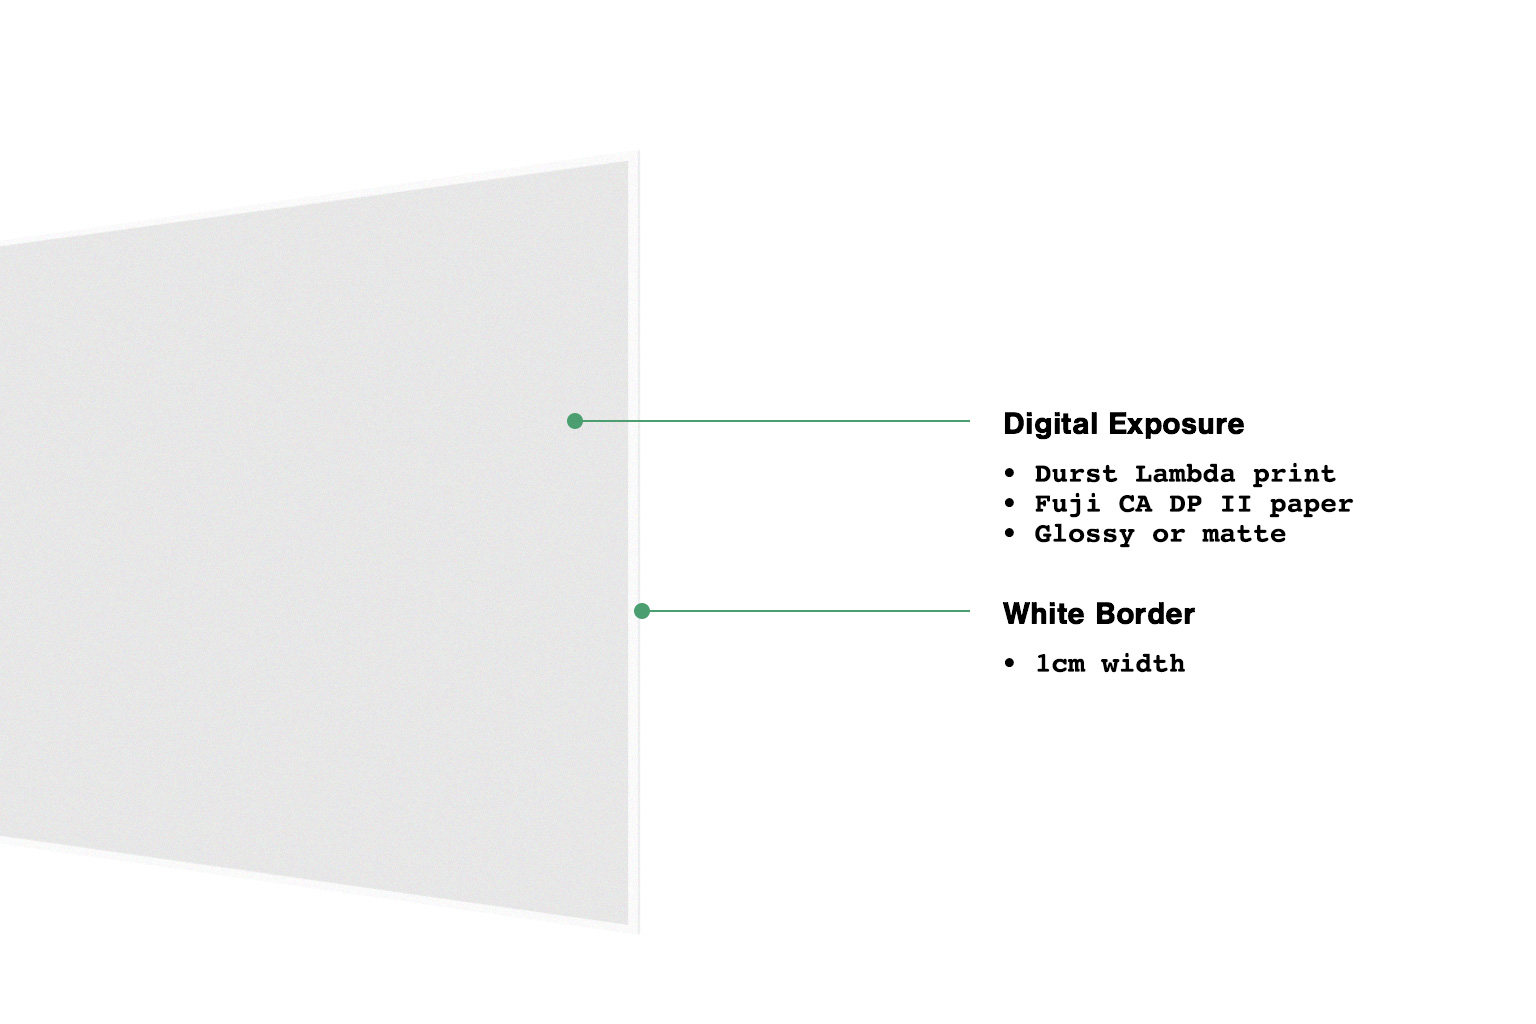 Digital Exposure
• Durst Lambda print
• Fuji CA DP II paper
• Glossy or matte
White Border
• 1cm width